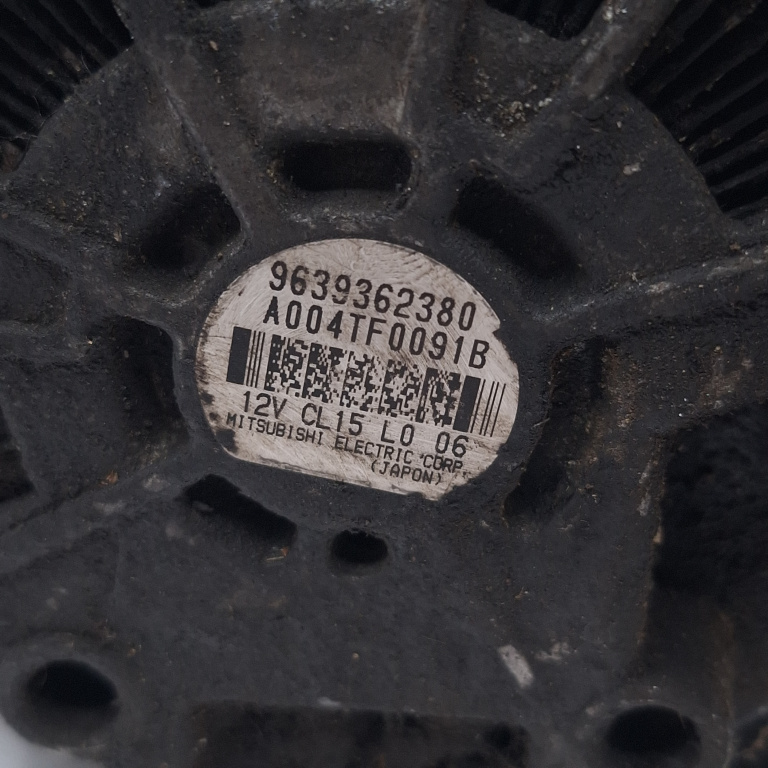 9639362380
A004TF0091B
12V CL15 L0 06
MITSUBISHI ELECTRIC CORP.
(JAPON)